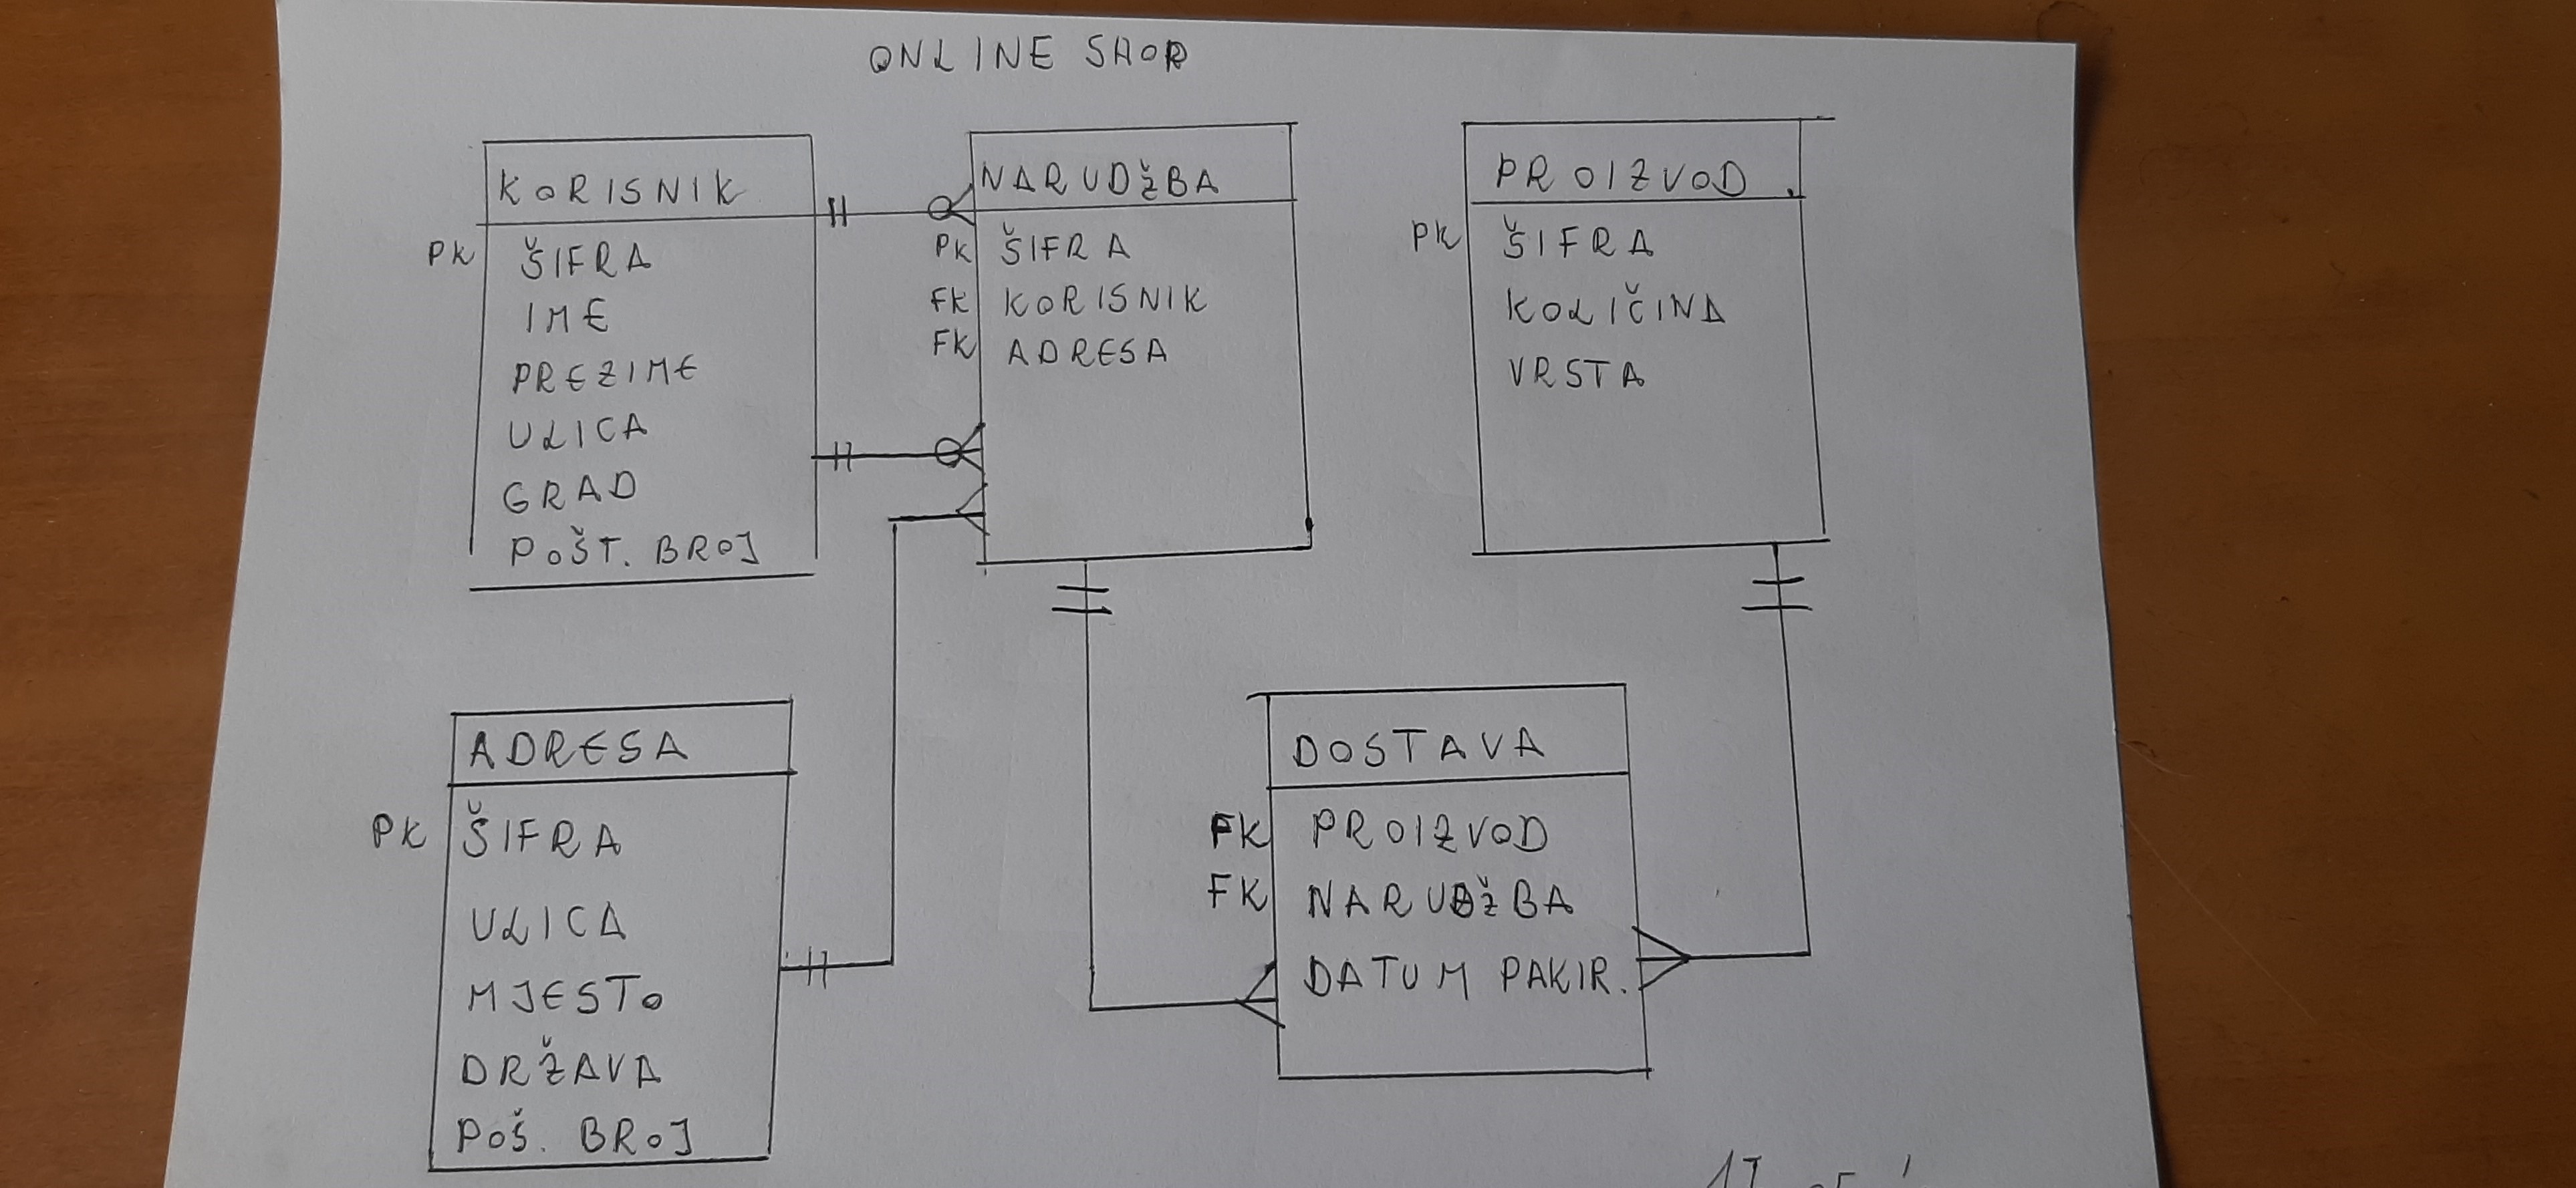 ONLINE SHOP
KORISNIK
PK ŠIFRA
IME
PREZIME
ULICA
GRAD
POŠT. BROJ
NARUDŽBA
PK ŠIFRA
FK KORISNIK
FK ADRESA
PROIZVOD
PK ŠIFRA
KOLIČINA
VRSTA
ADRESA
PK ŠIFRA
ULICA
MJESTO
DRŽAVA
POŠ. BROJ
DOSTAVA
FK PROIZVOD
FK NARUDŽBA
DATUM PAKIR.